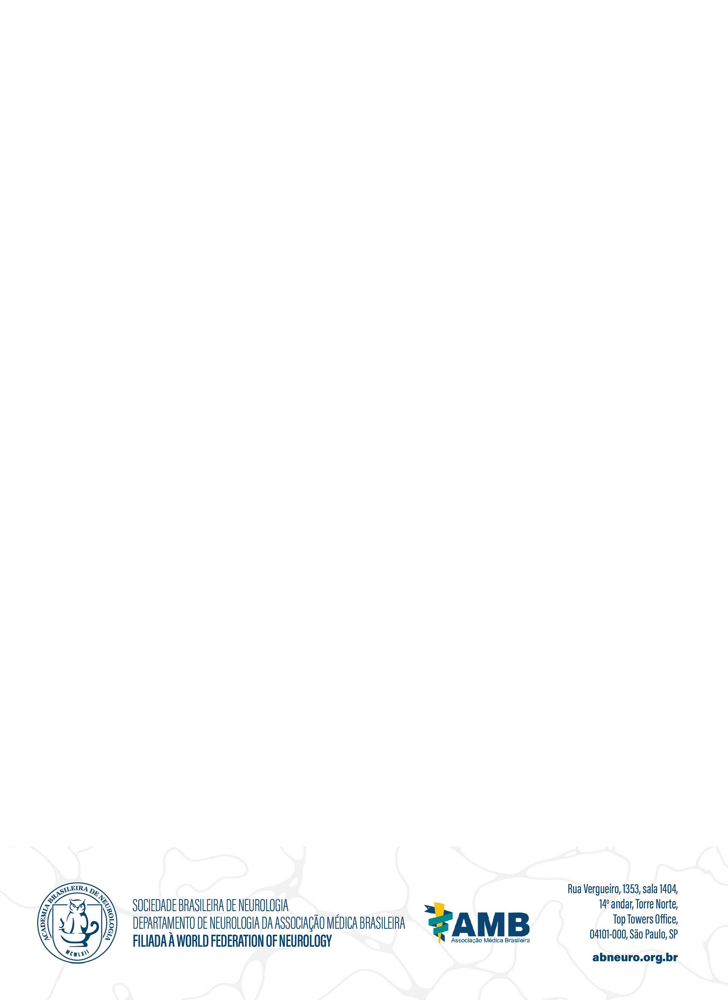 ACADEMIA BRASILEIRA DE NEUROLOGIA
MCMLXII
SOCIEDADE BRASILEIRA DE NEUROLOGIA
DEPARTAMENTO DE NEUROLOGIA DA ASSOCIAÇÃO MÉDICA BRASILEIRA
FILIADA À WORLD FEDERATION OF NEUROLOGY
AMB
Associação Médica Brasileira
Rua Vergueiro, 1353, sala 1404,
14º andar, Torre Norte,
Top Towers Office,
04101-000, São Paulo, SP
abneuro.org.br